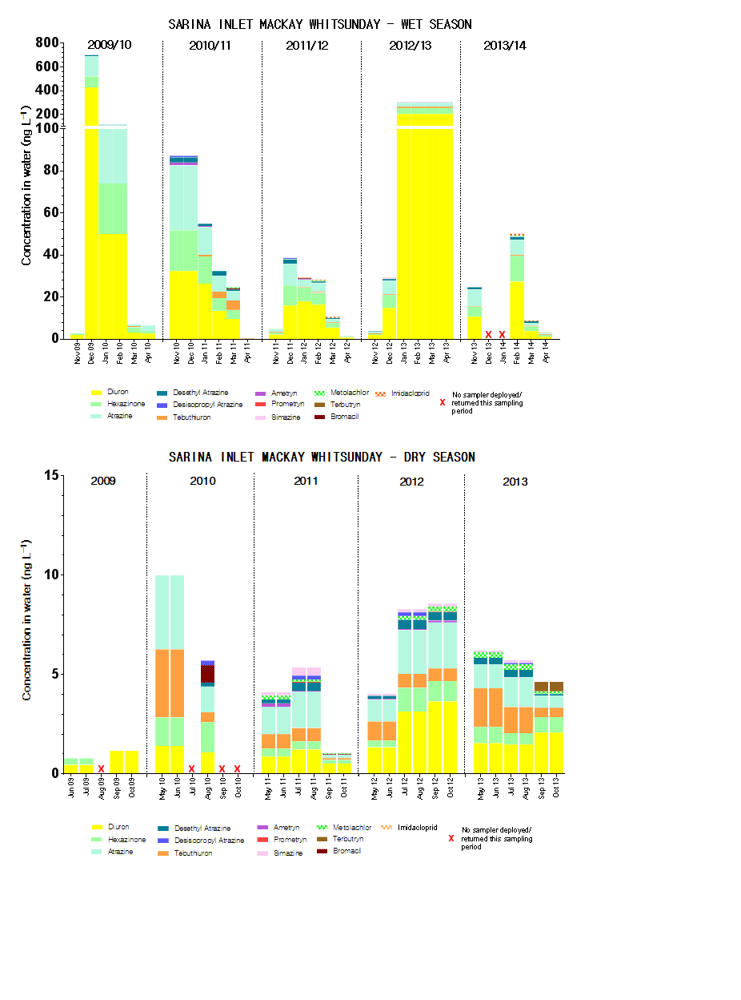 SARINA INLET MACKAY WHITSUNDAY - WET SEASON
2009/10 2010/11 2011/12 2012/13 2013/14
Concentration in water (ng L⁻¹)
800
600
400
200
100
80
60
40
20
0
Nov 09 Dec 09 Jan 10 Feb 10 Mar 10 Apr 10 Nov 10 Dec 10 Jan 11 Feb 11 Mar 11 Apr 11 Nov 11 Dec 11 Jan 12 Feb 12 Mar 12 Apr 12 Nov 12 Dec 12 Jan 13 Feb 13 Mar 13 Apr 13 Nov 13 Dec 13 Jan 14 Feb 14 Mar 14 Apr 14
X X
Diuron Desethyl Atrazine Ametryn Metolachlor Imidacloprid
Hexazinone Desisopropyl Atrazine Prometryn Terbutryn
Atrazine Tebuthiuron Simazine Bromacil
X No sampler deployed/
returned this sampling
period
SARINA INLET MACKAY WHITSUNDAY - DRY SEASON
2009 2010 2011 2012 2013
Concentration in water (ng L⁻¹)
15
10
5
0
X X X X
Jun 09 Jul 09 Aug 09 Sep 09 Oct 09 May 10 Jun 10 Jul 10 Aug 10 Sep 10 Oct 10 May 11 Jun 11 Jul 11 Aug 11 Sep 11 Oct 11 May 12 Jun 12 Jul 12 Aug 12 Sep 12 Oct 12 May 13 Jun 13 Jul 13 Aug 13 Sep 13 Oct 13
Diuron Desethyl Atrazine Ametryn Metolachlor Imidacloprid
Hexazinone Desisopropyl Atrazine Prometryn Terbutryn
Atrazine Tebuthiuron Simazine Bromacil
X No sampler deployed/
returned this sampling
period